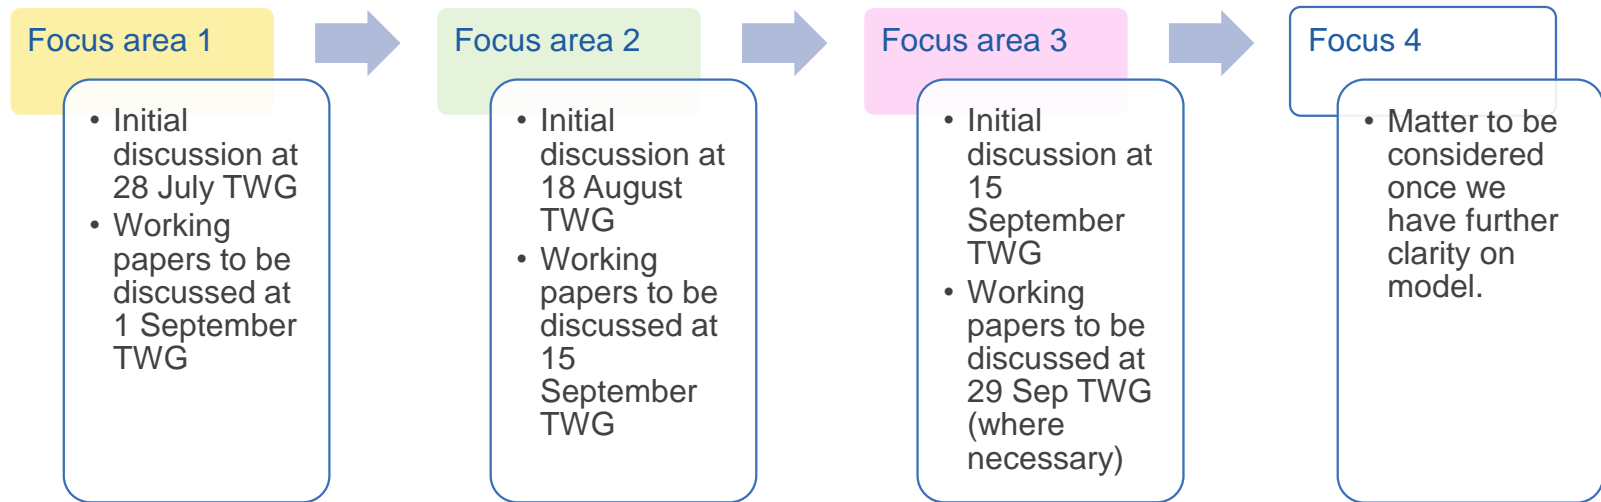 Focus area 1
• Initial
discussion at
28 July TWG
• Working
papers to be
discussed at
1 September
TWG
Focus area 2
• Initial
discussion at
18 August
TWG
• Working
papers to be
discussed at
15
September
TWG
Focus area 3
• Initial
discussion at
15
September
TWG
• Working
papers to be
discussed at
29 Sep TWG
(where
necessary)
Focus 4
• Matter to be
considered
once we
have further
clarity on
model.